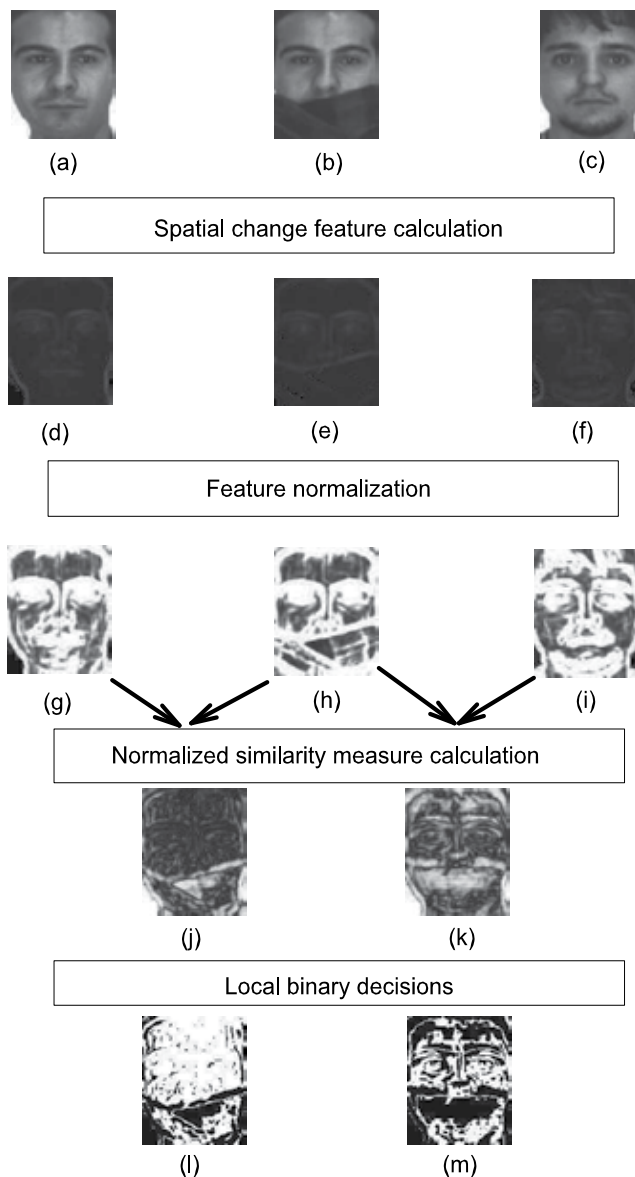 (a) (b) (c)
Spatial change feature calculation
(d) (e) (f)
Feature normalization
(g) (h) (i)
Normalized similarity measure calculation
(j) (k)
Local binary decisions
(l) (m)